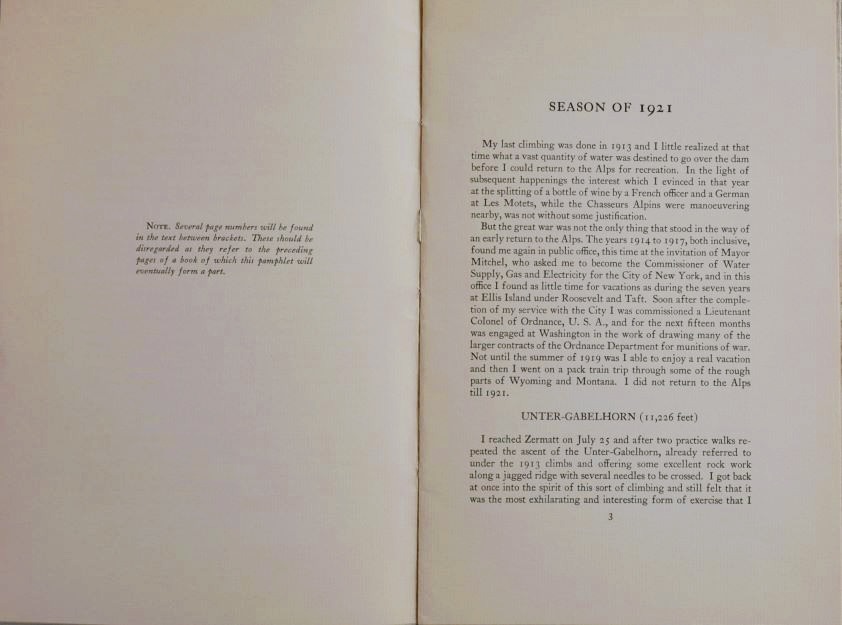 NOTE. Several page numbers will be found
in the text between brackets. These should be
disregarded as they refer to the preceding
pages of a book of which this pamphlet will
eventually form a part.
SEASON OF 1921
My last climbing was done in 1913 and I little realized at that
time what a vast quantity of water was destined to go over the dam
before I could return to the Alps for recreation. In the light of
subsequent happenings the interest which I evinced in that year
at the splitting of a bottle of wine by a French officer and a German
at Les Motets, while the Chasseurs Alpins were manoeuvering
nearby, was not without some justification.
But the great war was not the only thing that stood in the way of
an early return to the Alps. The years 1914 to 1917, both inclusive,
found me again in public office, this time at the invitation of Mayor
Mitchel, who asked me to become the Commissioner of Water
Supply, Gas and Electricity for the City of New York, and in this
office I found as little time for vacations as during the seven years
at Ellis Island under Roosevelt and Taft. Soon after the comple-
tion of my service with the City I was commissioned a Lieutenant
Colonel of Ordnance, U. S. A., and for the next fifteen months
was engaged at Washington in the work of drawing many of the
larger contracts of the Ordnance Department for munitions of war.
Not until the summer of 1919 was I able to enjoy a real vacation
and then I went on a pack train trip through some of the rough
parts of Wyoming and Montana. I did not return to the Alps
till 1921.
UNTER-GABELHORN (11,226 feet)
I reached Zermatt on July 25 and after two practice walks re-
peated the ascent of the Unter-Gabelhorn, already referred to
under the 1913 climbs and offering some excellent rock work
along a jagged ridge with several needles to be crossed. I got back
at once into the spirit of this sort of climbing and still felt that it
was the most exhilarating and interesting form of exercise that I
3